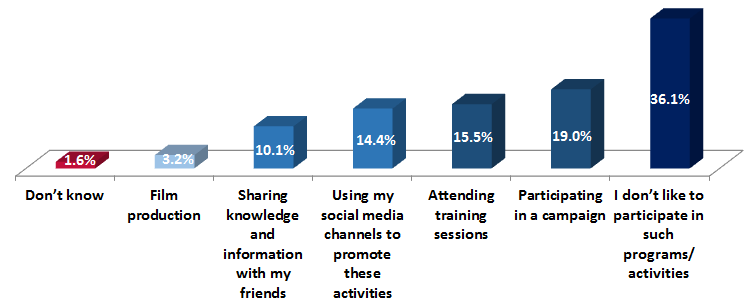 1.6%
3.2%
10.1%
14.4%
15.5%
19.0%
36.1%
Don't know
Film
production
Sharing
knowledge
and
information
with my
friends
Using my
social media
channels to
promote
these
activities
Attending
training
sessions
Participating
in a campaign
I don't like to
participate in
such
programs/
activities